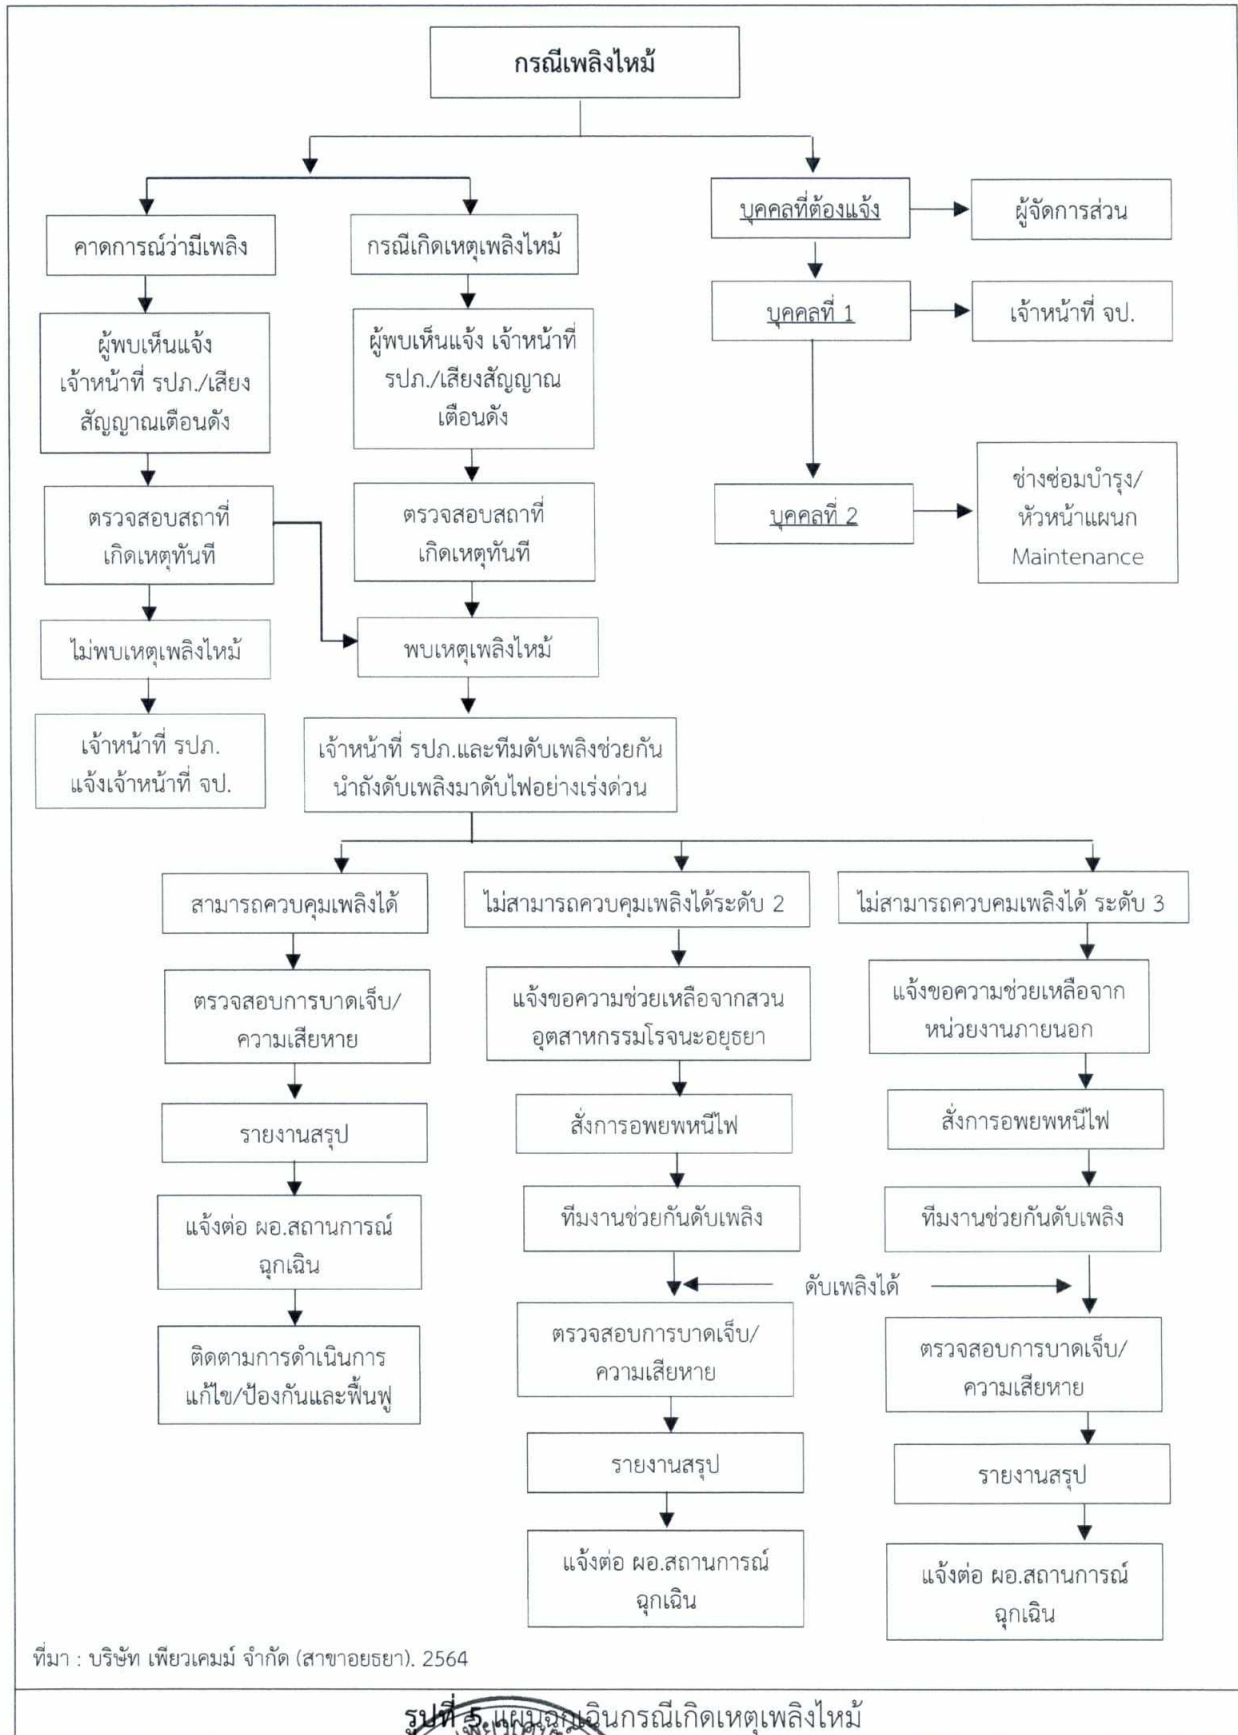 กรณีเพลิงไหม้
คาดการณ์ว่ามีเพลิง
กรณีเกิดเหตุเพลิงไหม้
บุคคลที่ต้องแจ้ง
ผู้จัดการส่วน
บุคคลที่ 1
เจ้าหน้าที่ จป.
บุคคลที่ 2
ช่างซ่อมบำรุง/
หัวหน้าแผนก
Maintenance
ผู้พบเห็นแจ้ง
เจ้าหน้าที่ รปภ./เสียง
สัญญาณเตือนดัง
ผู้พบเห็นแจ้ง เจ้าหน้าที่
รปภ./เสียงสัญญาณ
เตือนดัง
ตรวจสอบสถาที่
เกิดเหตุทันที
ตรวจสอบสถาที่
เกิดเหตุทันที
ไม่พบเหตุเพลิงไหม้
พบเหตุเพลิงไหม้
เจ้าหน้าที่ รปภ.
แจ้งเจ้าหน้าที่ จป.
เจ้าหน้าที่ รปภ.และทีมดับเพลิงช่วยกัน
นำถังดับเพลิงมาดับไฟอย่างเร่งด่วน
สามารถควบคุมเพลิงได้
ตรวจสอบการบาดเจ็บ/
ความเสียหาย
รายงานสรุป
แจ้งต่อ ผอ.สถานการณ์
ฉุกเฉิน
ติดตามการดำเนินการ
แก้ไข/ป้องกันและฟื้นฟู
ไม่สามารถควบคุมเพลิงได้ระดับ 2
แจ้งขอความช่วยเหลือจากสวน
อุตสาหกรรมโรจนะอยุธยา
สั่งการอพยพหนีไฟ
ทีมงานช่วยกันดับเพลิง
ดับเพลิงได้
ตรวจสอบการบาดเจ็บ/
ความเสียหาย
รายงานสรุป
แจ้งต่อ ผอ.สถานการณ์
ฉุกเฉิน
ไม่สามารถควบคมเพลิงได้ ระดับ 3
แจ้งขอความช่วยเหลือจาก
หน่วยงานภายนอก
สั่งการอพยพหนีไฟ
ทีมงานช่วยกันดับเพลิง
ตรวจสอบการบาดเจ็บ/
ความเสียหาย
รายงานสรุป
แจ้งต่อ ผอ.สถานการณ์
ฉุกเฉิน
ที่มา : บริษัท เพียวเคมม์ จำกัด (สาขาอยธยา). 2564
รูปที่ 5 แผนฉุกเฉินกรณีเกิดเหตุเพลิงไหม้